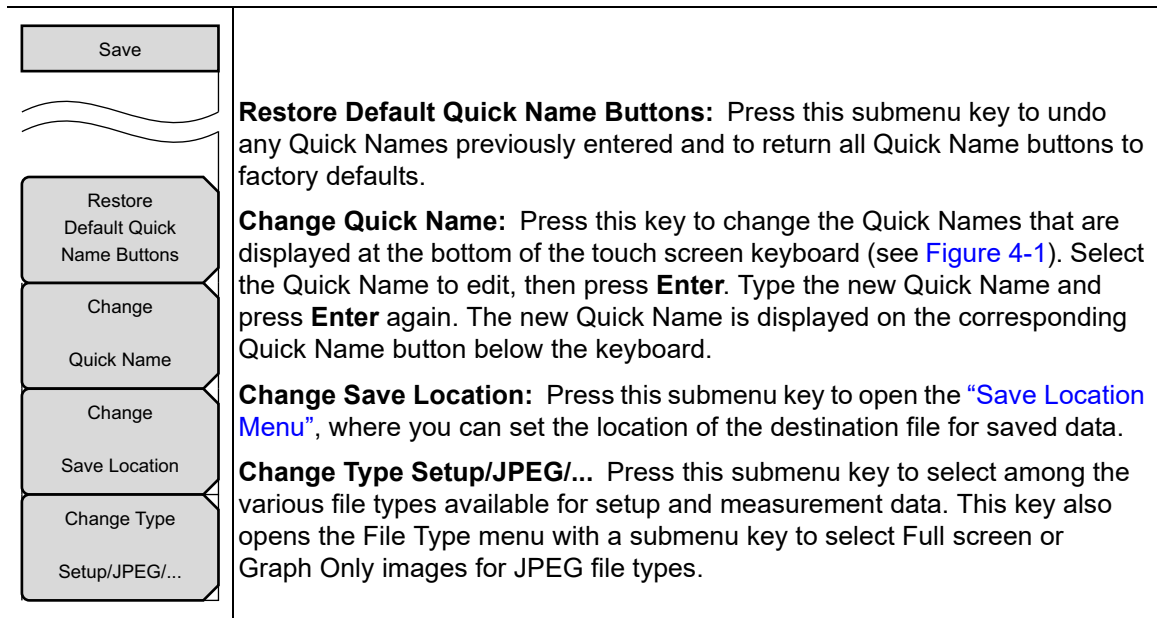 Save
Restore
Default Quick
Name Buttons
Change
Quick Name
Change
Save Location
Change Type
Setup/JPEG/...
Restore Default Quick Name Buttons: Press this submenu key to undo
any Quick Names previously entered and to return all Quick Name buttons to
factory defaults.
Change Quick Name: Press this key to change the Quick Names that are
displayed at the bottom of the touch screen keyboard (see Figure 4-1). Select
the Quick Name to edit, then press Enter. Type the new Quick Name and
press Enter again. The new Quick Name is displayed on the corresponding
Quick Name button below the keyboard.
Change Save Location: Press this submenu key to open the “Save Location
Menu”, where you can set the location of the destination file for saved data.
Change Type Setup/JPEG/... Press this submenu key to select among the
various file types available for setup and measurement data. This key also
opens the File Type menu with a submenu key to select Full screen or
Graph Only images for JPEG file types.